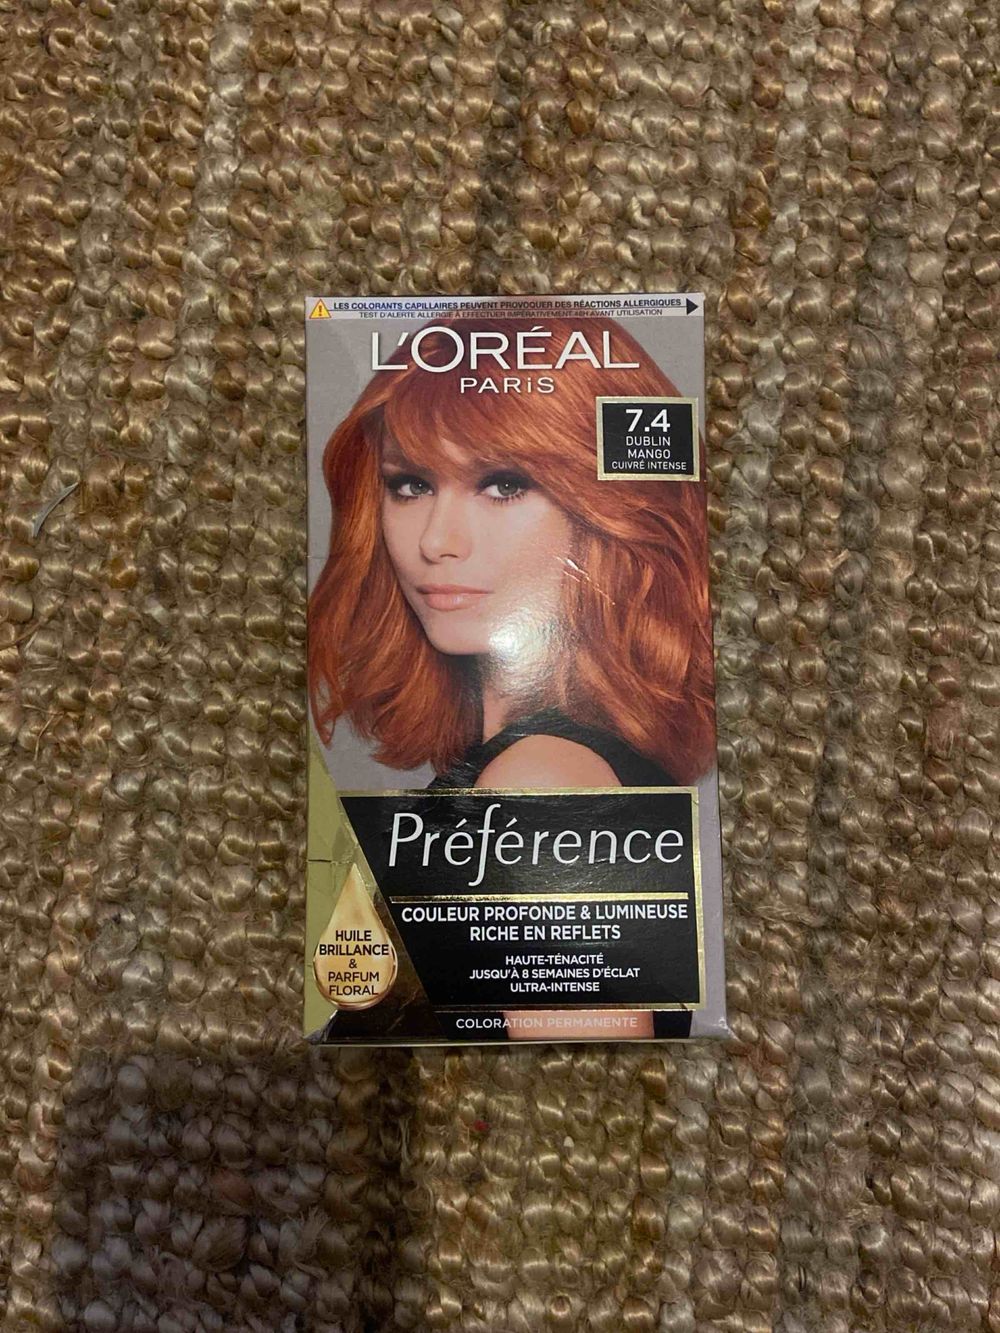 LES COLORANTS CAPILLAIRES PEUVENT PROVOQUER DES RÉACTIONS ALLERGIQUES
TEST D'ALERTE ALLERGIE À EFFECTUER IMPÉRATIVEMENT 48H AVANT UTILISATION
L'ORÉAL
PARiS
7.4
DUBLIN
MANGO
CUIVRÉ INTENSE
Préférence
COULEUR PROFONDE & LUMINEUSE
RICHE EN REFLETS
HAUTE-TÉNACITÉ
JUSQU'À 8 SEMAINES D'ÉCLAT
ULTRA-INTENSE
HUILE
BRILLANCE
&
PARFUM
FLORAL
COLORATION PERMANENTE